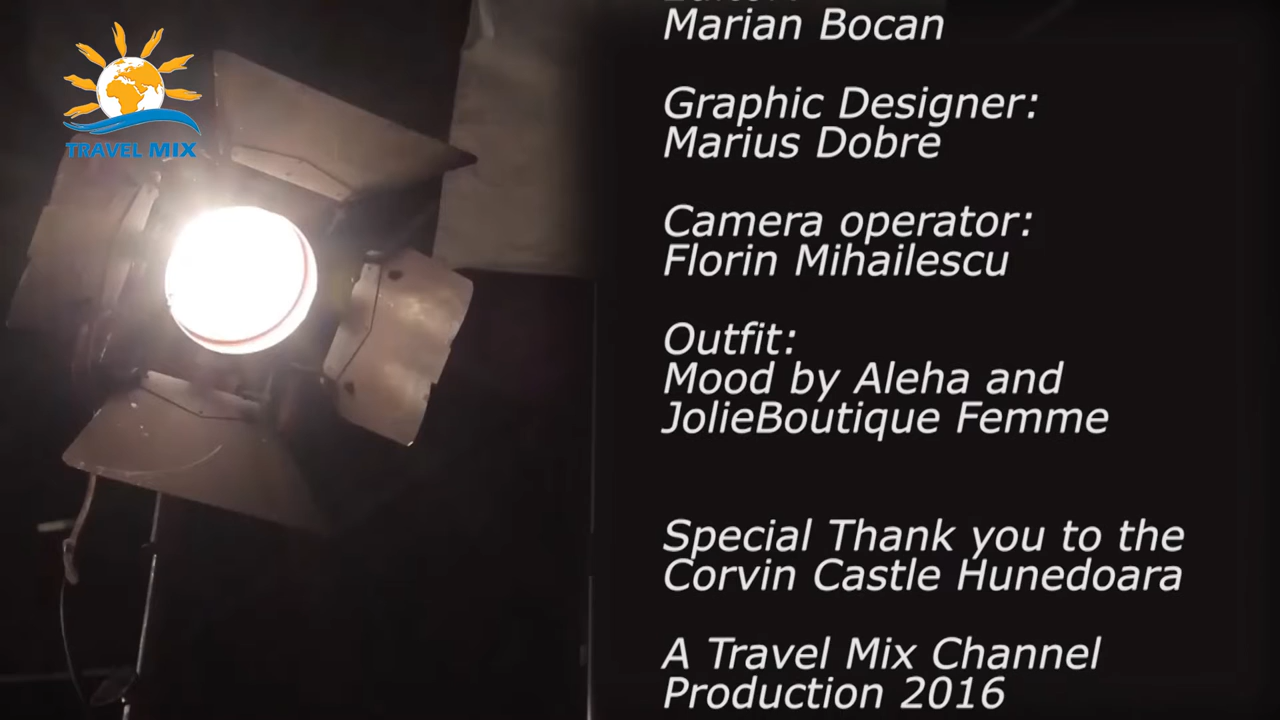 TRAVEL MIX
Marian Bocan
Graphic Designer:
Marius Dobre
Camera operator:
Florin Mihailescu
Outfit:
Mood by Aleha and
JolieBoutique Femme
Special Thank you to the
Corvin Castle Hunedoara
A Travel Mix Channel
Production 2016